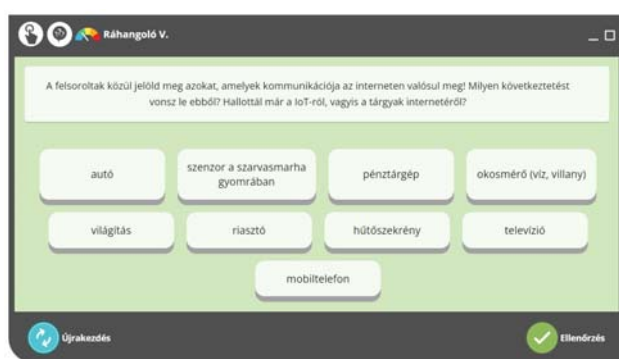 Ráhangoló V.
A felsoroltak közül jelöld meg azokat, amelyek kommunikációja az interneten valósul meg! Milyen következtetést
vonsz le ebből? Hallottál már a IoT-ról, vagyis a tárgyak internetéről?
autó
szenzor a szarvasmarha
gyomrában
pénztárgép
okosmérő (víz, villany)
világítás
riasztó
hűtőszekrény
televízió
mobiltelefon
Újrakezdés
Ellenőrzés